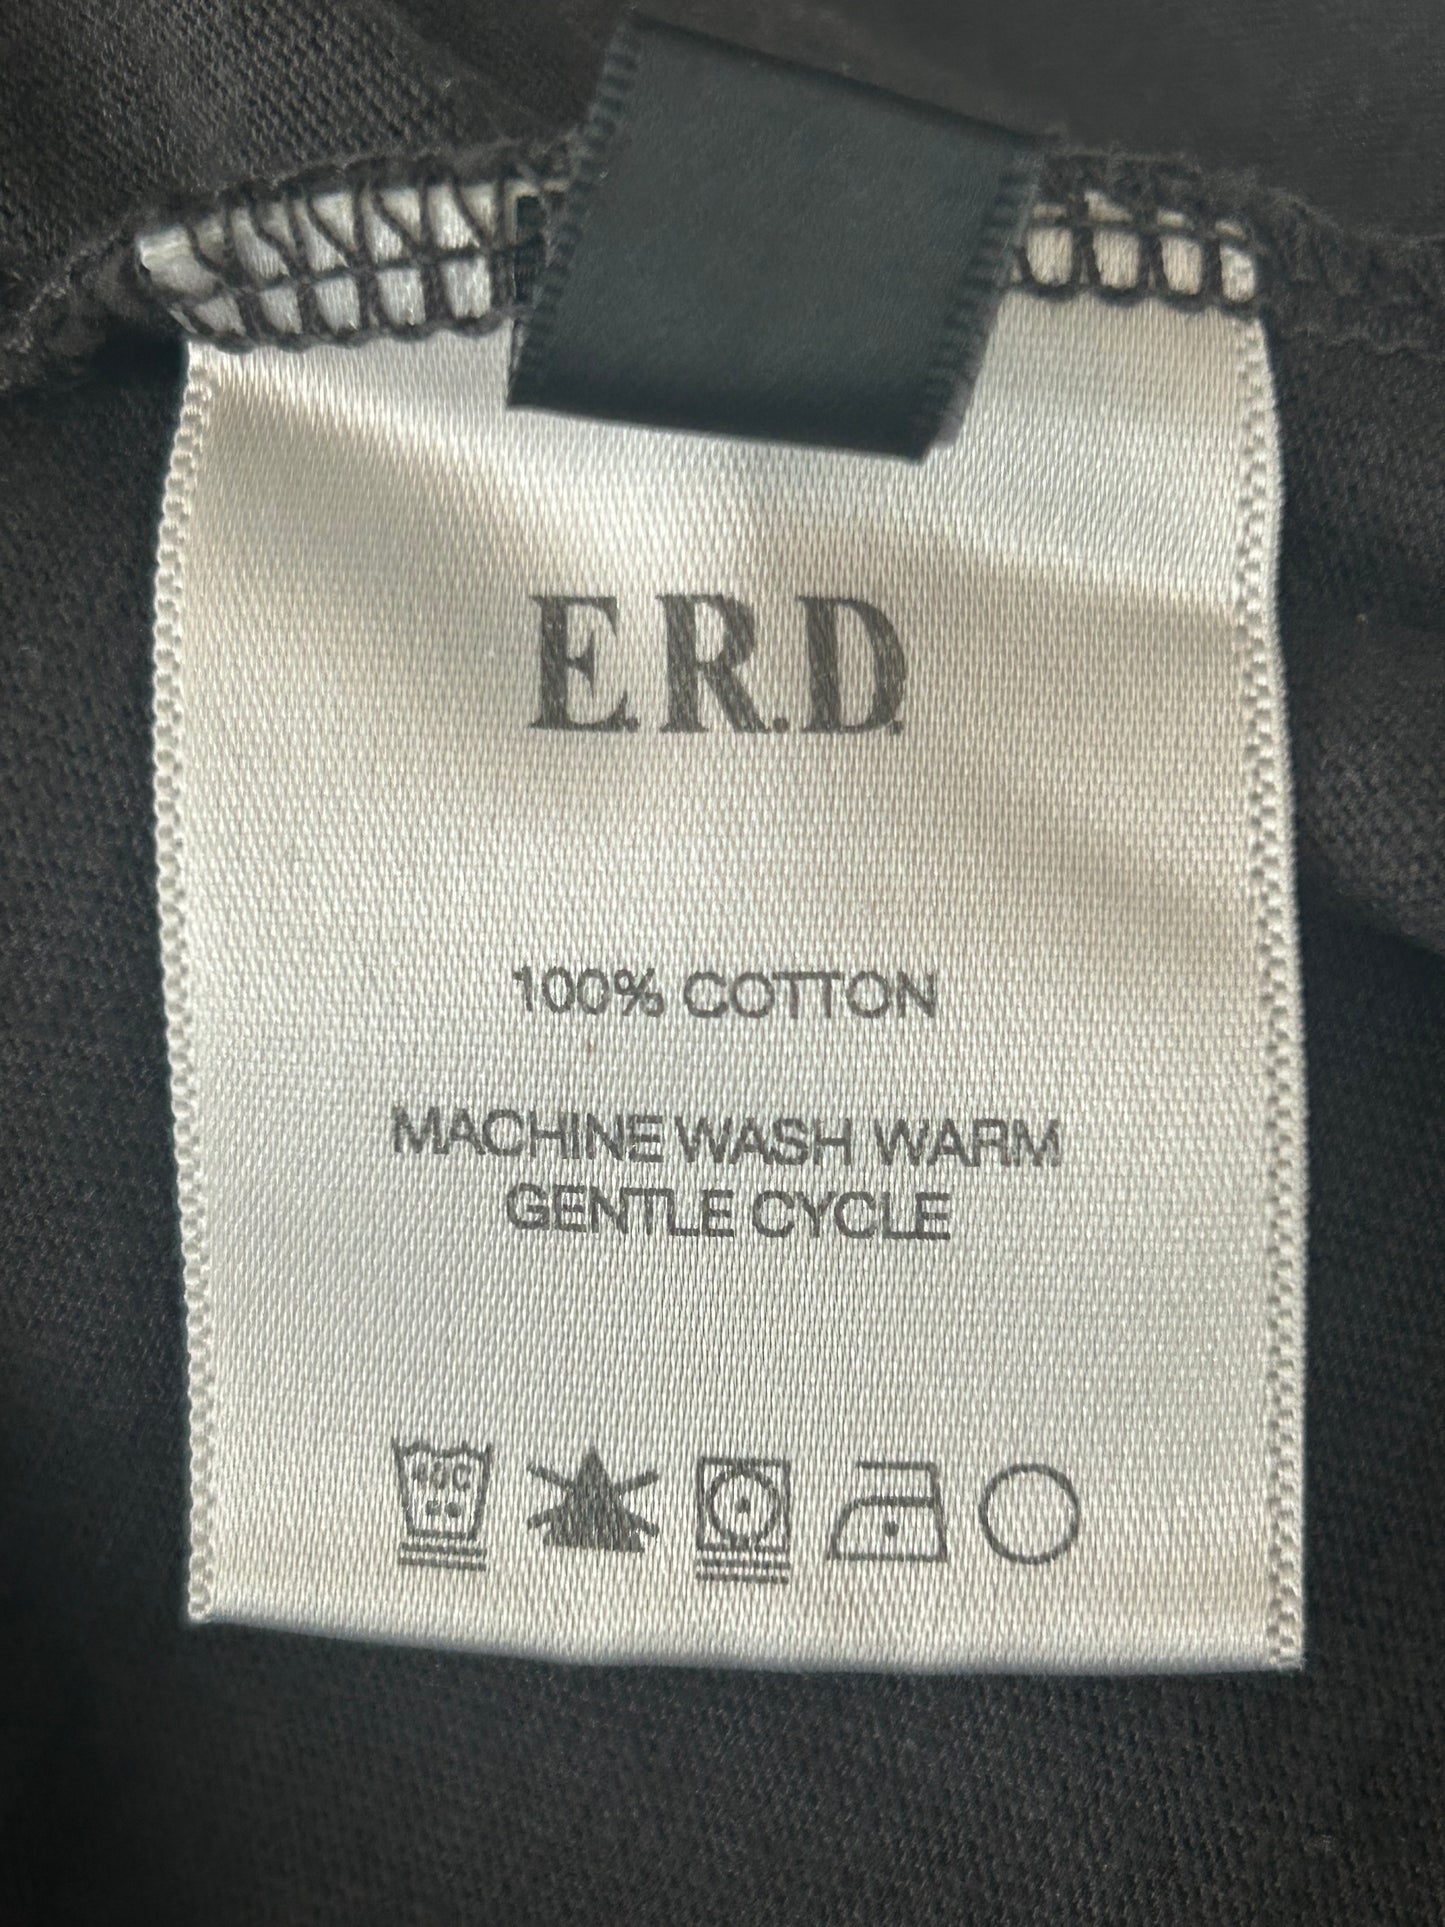 E.R.D.
100% COTTON
MACHINE WASH WARM
GENTLE CYCLE